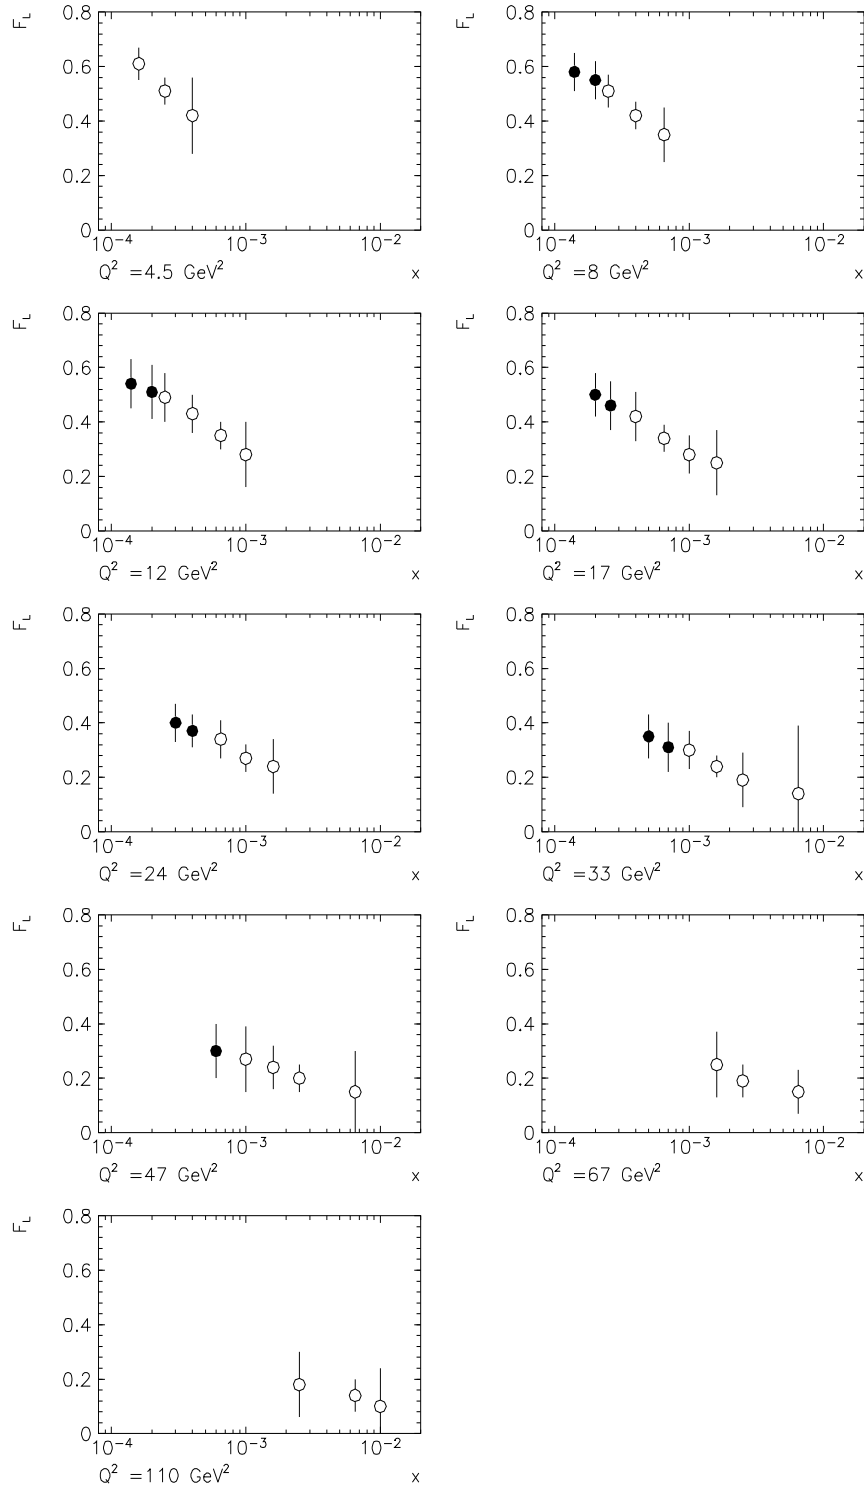 F_L
0.8
0.6
0.4
0.2
0
10^-4 10^-3 10^-2
Q^2 =4.5 GeV^2 x
F_L
0.8
0.6
0.4
0.2
0
10^-4 10^-3 10^-2
Q^2 =8 GeV^2 x
F_L
0.8
0.6
0.4
0.2
0
10^-4 10^-3 10^-2
Q^2 =12 GeV^2 x
F_L
0.8
0.6
0.4
0.2
0
10^-4 10^-3 10^-2
Q^2 =17 GeV^2 x
F_L
0.8
0.6
0.4
0.2
0
10^-4 10^-3 10^-2
Q^2 =24 GeV^2 x
F_L
0.8
0.6
0.4
0.2
0
10^-4 10^-3 10^-2
Q^2 =33 GeV^2 x
F_L
0.8
0.6
0.4
0.2
0
10^-4 10^-3 10^-2
Q^2 =47 GeV^2 x
F_L
0.8
0.6
0.4
0.2
0
10^-4 10^-3 10^-2
Q^2 =67 GeV^2 x
F_L
0.8
0.6
0.4
0.2
0
10^-4 10^-3 10^-2
Q^2 =110 GeV^2 x